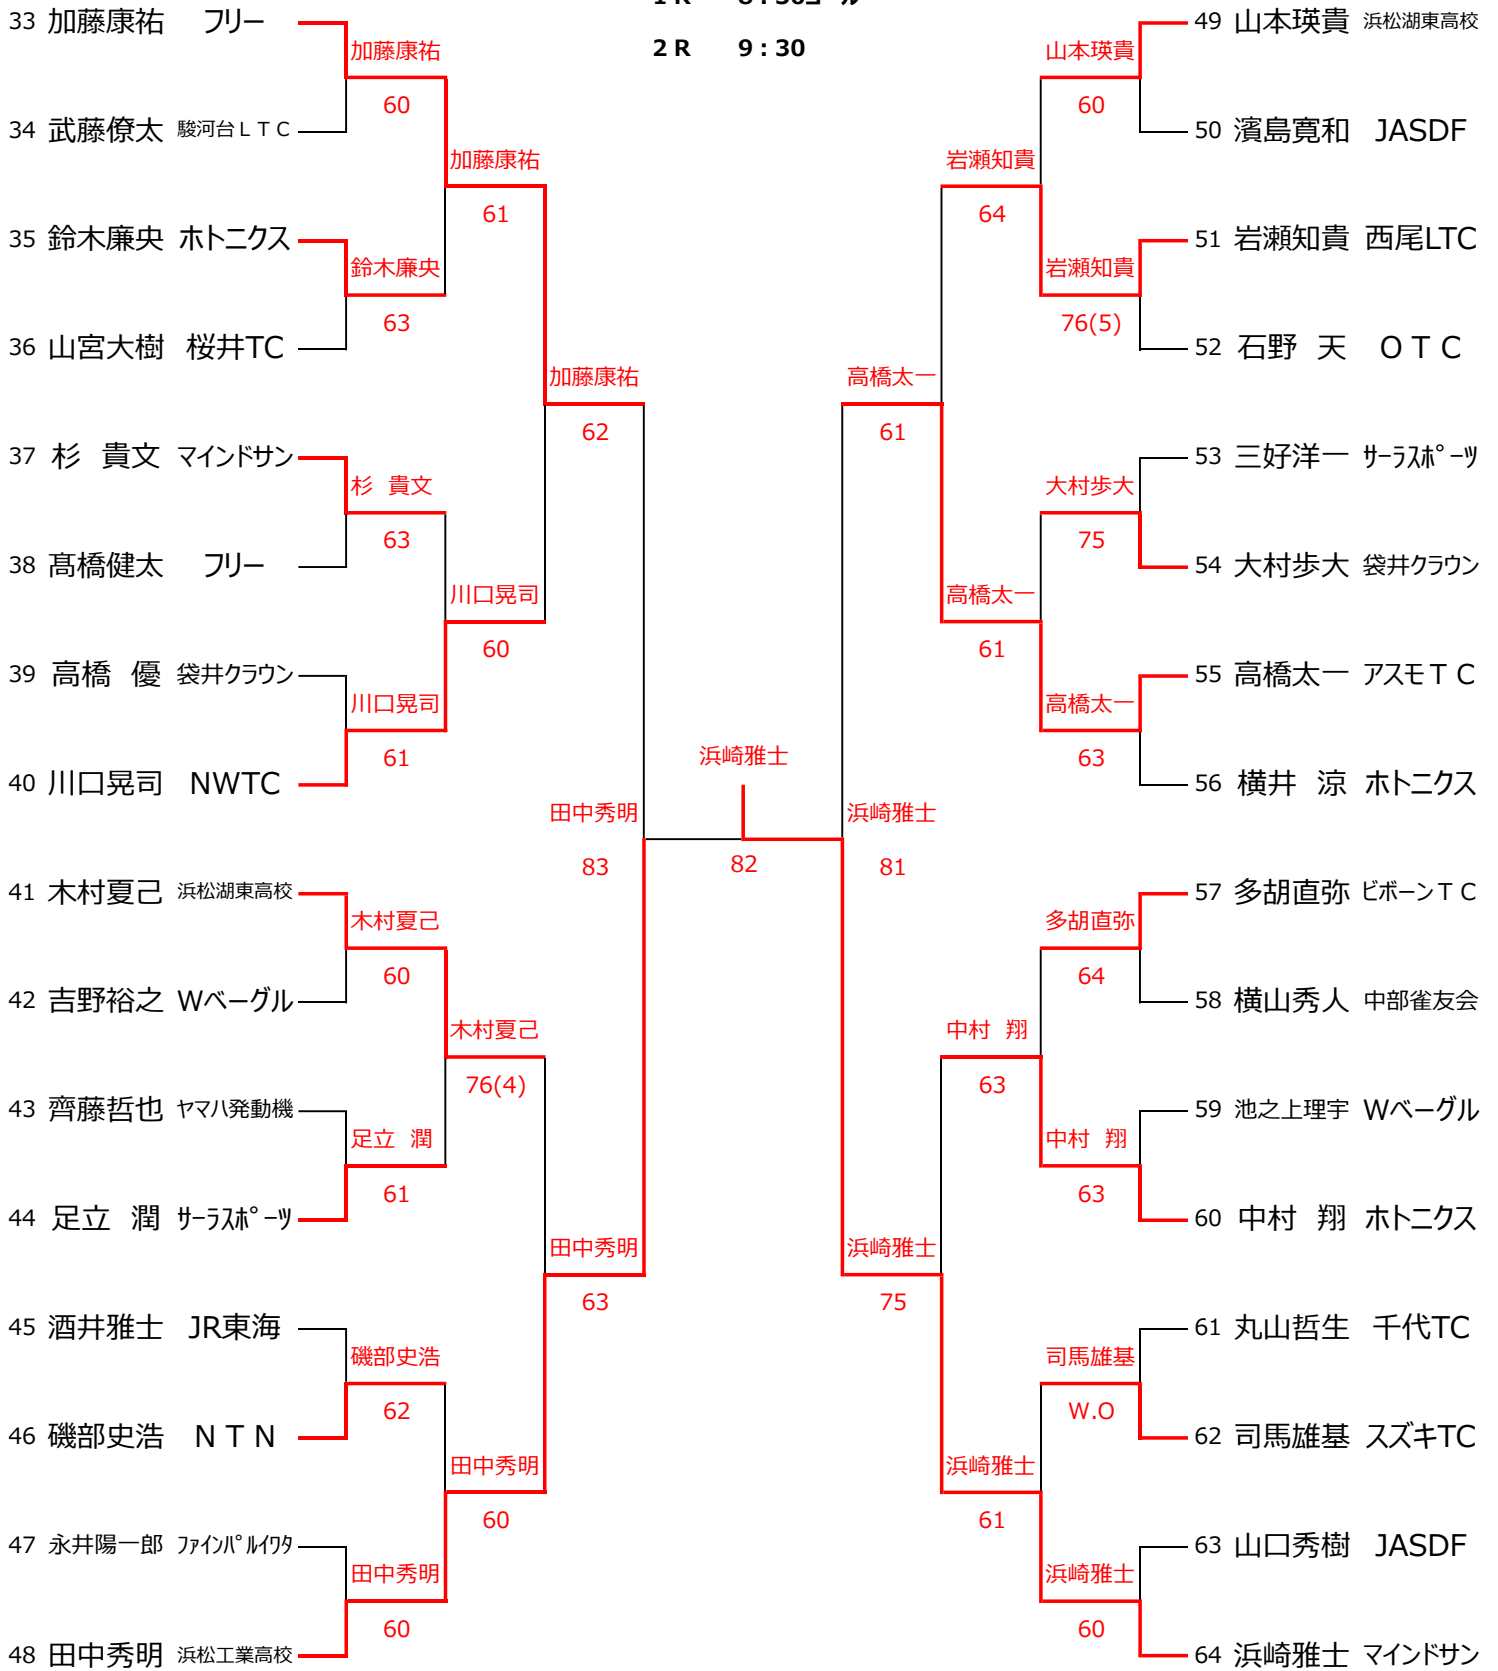 2 R 9：30
33 加藤康祐 フリー
加藤康祐
60
34 武藤僚太 駿河台ＬＴＣ
加藤康祐
61
35 鈴木廉央 ホトニクス
鈴木廉央
63
36 山宮大樹 桜井TC
加藤康祐
62
37 杉 貴文 マインドサン
杉 貴文
63
38 髙橋健太 フリー
川口晃司
60
39 高橋 優 袋井クラウン
川口晃司
61
40 川口晃司 NWTC
田中秀明
83
41 木村夏己 浜松湖東高校
木村夏己
60
42 吉野裕之 Wベーグル
木村夏己
76(4)
43 齊藤哲也 ヤマハ発動機
足立 潤
61
44 足立 潤 ｻｰﾗｽﾎﾟｰﾂ
田中秀明
63
45 酒井雅士 JR東海
磯部史浩
62
46 磯部史浩 ＮＴＮ
田中秀明
60
47 永井陽一郎 ﾌｧｲﾝﾊﾟﾙｲﾜﾀ
田中秀明
60
48 田中秀明 浜松工業高校
浜崎雅士
82
49 山本瑛貴 浜松湖東高校
山本瑛貴
60
50 濱島寛和 JASDF
岩瀬知貴
64
51 岩瀬知貴 西尾LTC
岩瀬知貴
76(5)
52 石野 天 ＯＴＣ
高橋太一
61
53 三好洋一 ｻｰﾗｽﾎﾟｰﾂ
大村歩大
75
54 大村歩大 袋井クラウン
高橋太一
61
55 高橋太一 アスモＴＣ
高橋太一
63
56 横井 涼 ホトニクス
浜崎雅士
81
57 多胡直弥 ビボーンＴＣ
多胡直弥
64
58 横山秀人 中部雀友会
中村 翔
63
59 池之上理宇 Wベーグル
中村 翔
63
60 中村 翔 ホトニクス
浜崎雅士
75
61 丸山哲生 千代TC
司馬雄基
W.O
62 司馬雄基 スズキTC
浜崎雅士
61
63 山口秀樹 JASDF
浜崎雅士
60
64 浜崎雅士 マインドサン